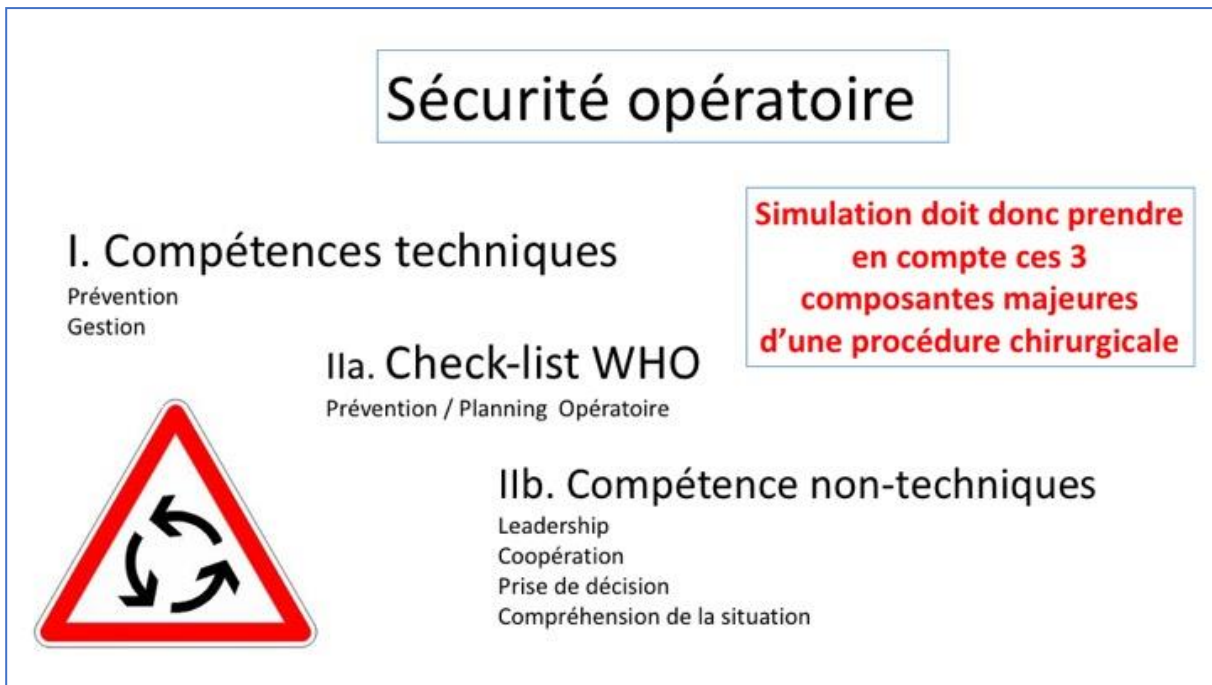 Sécurité opératoire
Simulation doit donc prendre
en compte ces 3
composantes majeures
d'une procédure chirurgicale
I. Compétences techniques
Prévention
Gestion
IIa. Check-list WHO
Prévention / Planning Opératoire
IIb. Compétence non-techniques
Leadership
Coopération
Prise de décision
Compréhension de la situation